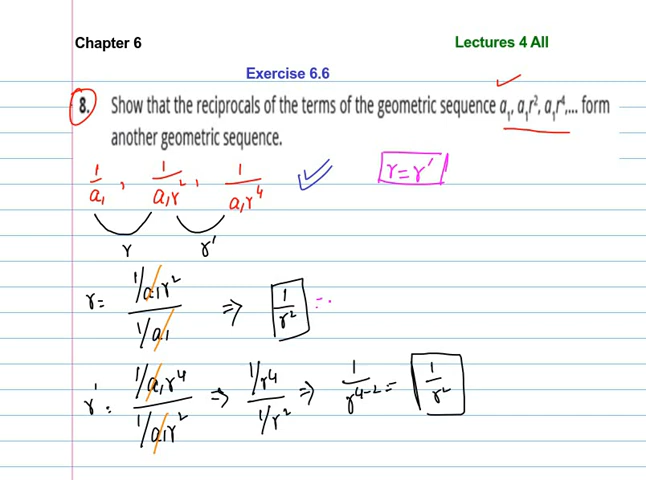 Chapter 6
Lectures 4 All
Exercise 6.6
8. Show that the reciprocals of the terms of the geometric sequence a₁, a₁r², a₁r⁴,... form
another geometric sequence.
1/a₁, 1/a₁r², 1/a₁r⁴ r = r'
r r'
r = (1/a₁r²)/(1/a₁) ⇒ 1/r² =
r' = (1/a₁r⁴)/(1/a₁r²) ⇒ (1/r⁴)/(1/r²) ⇒ 1/r⁴⁻² = 1/r²